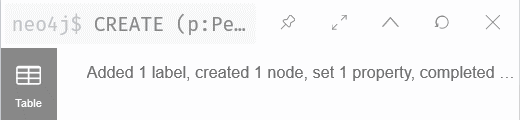 neo4j$ CREATE (p:Pe…
Added 1 label, created 1 node, set 1 property, completed …
Table